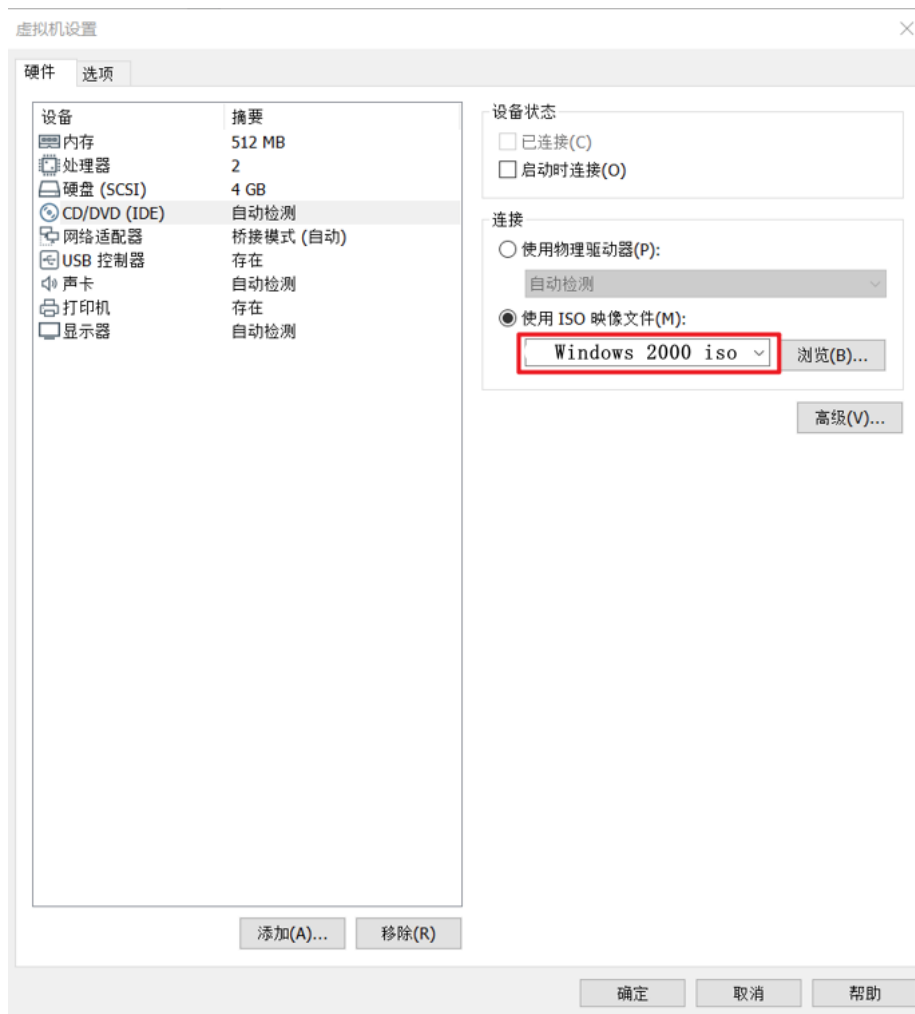 虚拟机设置
硬件 选项
设备 摘要
内存 512 MB
处理器 2
硬盘 (SCSI) 4 GB
CD/DVD (IDE) 自动检测
网络适配器 桥接模式 (自动)
USB 控制器 存在
声卡 自动检测
打印机 存在
显示器 自动检测
添加(A)... 移除(R)
设备状态
已连接(C)
启动时连接(O)
连接
使用物理驱动器(P):
自动检测
使用 ISO 映像文件(M):
Windows 2000 iso 浏览(B)...
高级(V)...
确定 取消 帮助